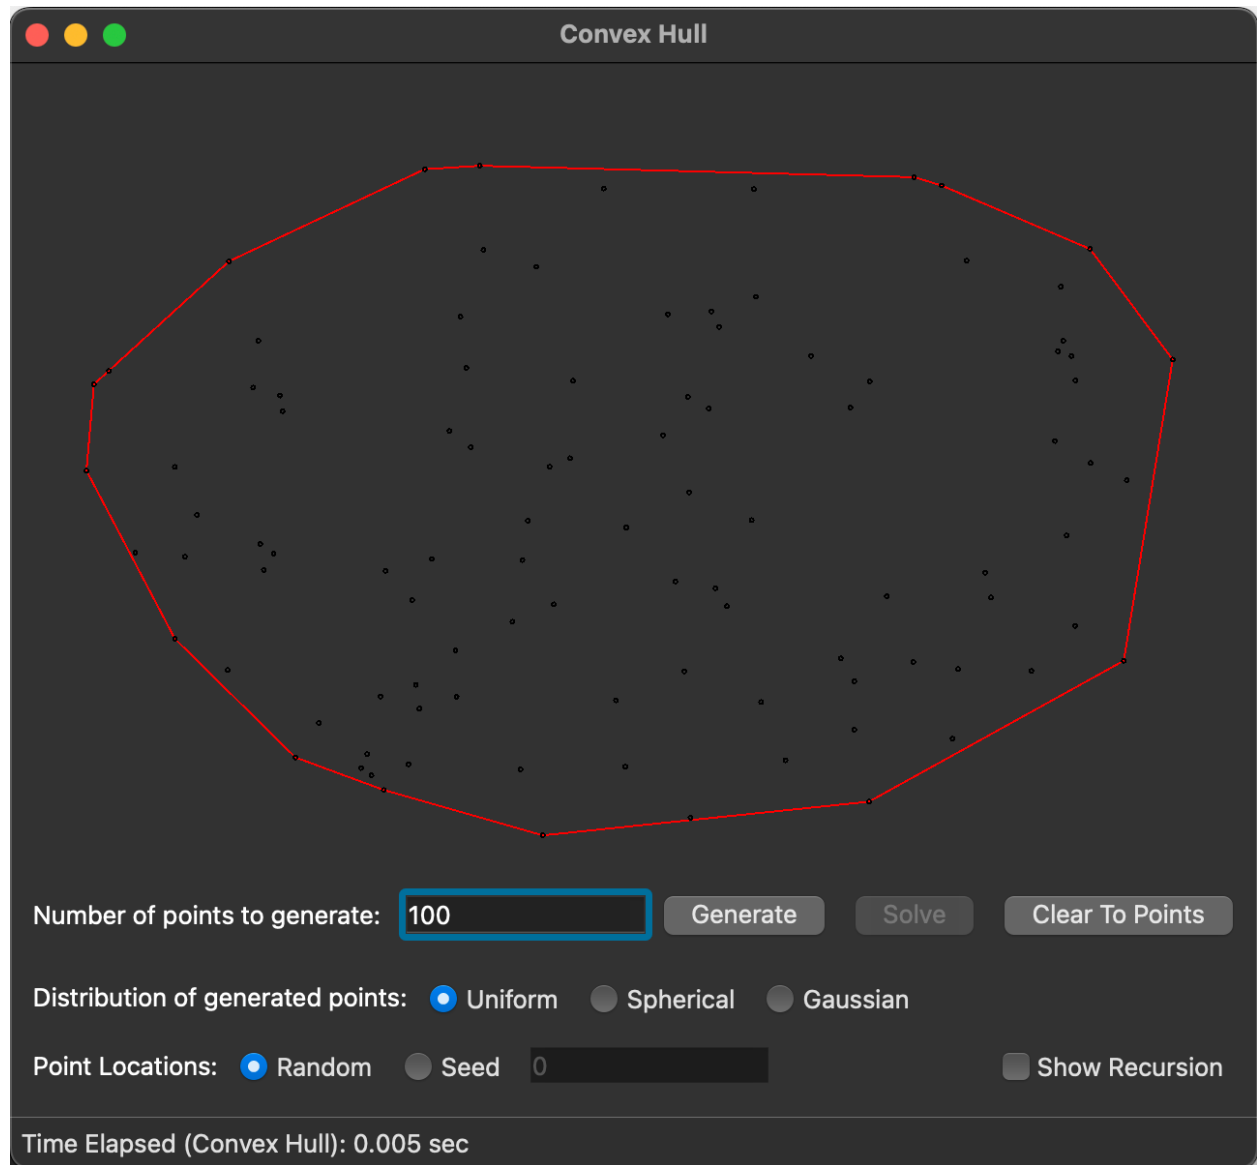 Convex Hull
Number of points to generate: 100 Generate Solve Clear To Points
Distribution of generated points: Uniform Spherical Gaussian
Point Locations: Random Seed 0 Show Recursion
Time Elapsed (Convex Hull): 0.005 sec